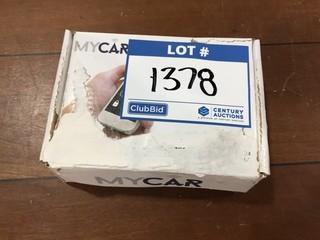 MYCAR
LOT #
1378
ClubBid
CENTURY
AUCTIONS
MYCAR